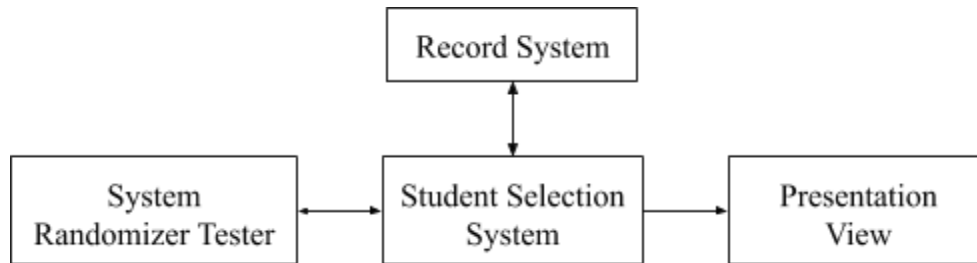 Record System
System
Randomizer Tester
Student Selection
System
Presentation
View